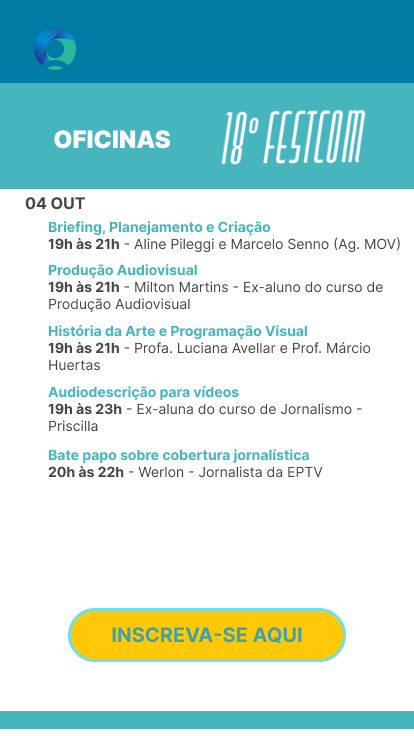 OFICINAS
18º FESTCOM
04 OUT
Briefing, Planejamento e Criação
19h às 21h - Aline Pileggi e Marcelo Senno (Ag. MOV)
Produção Audiovisual
19h às 21h - Milton Martins - Ex-aluno do curso de
Produção Audiovisual
História da Arte e Programação Visual
19h às 21h - Profa. Luciana Avellar e Prof. Márcio
Huertas
Audiodescrição para vídeos
19h às 23h - Ex-aluna do curso de Jornalismo -
Priscilla
Bate papo sobre cobertura jornalística
20h às 22h - Werlon - Jornalista da EPTV
INSCREVA-SE AQUI